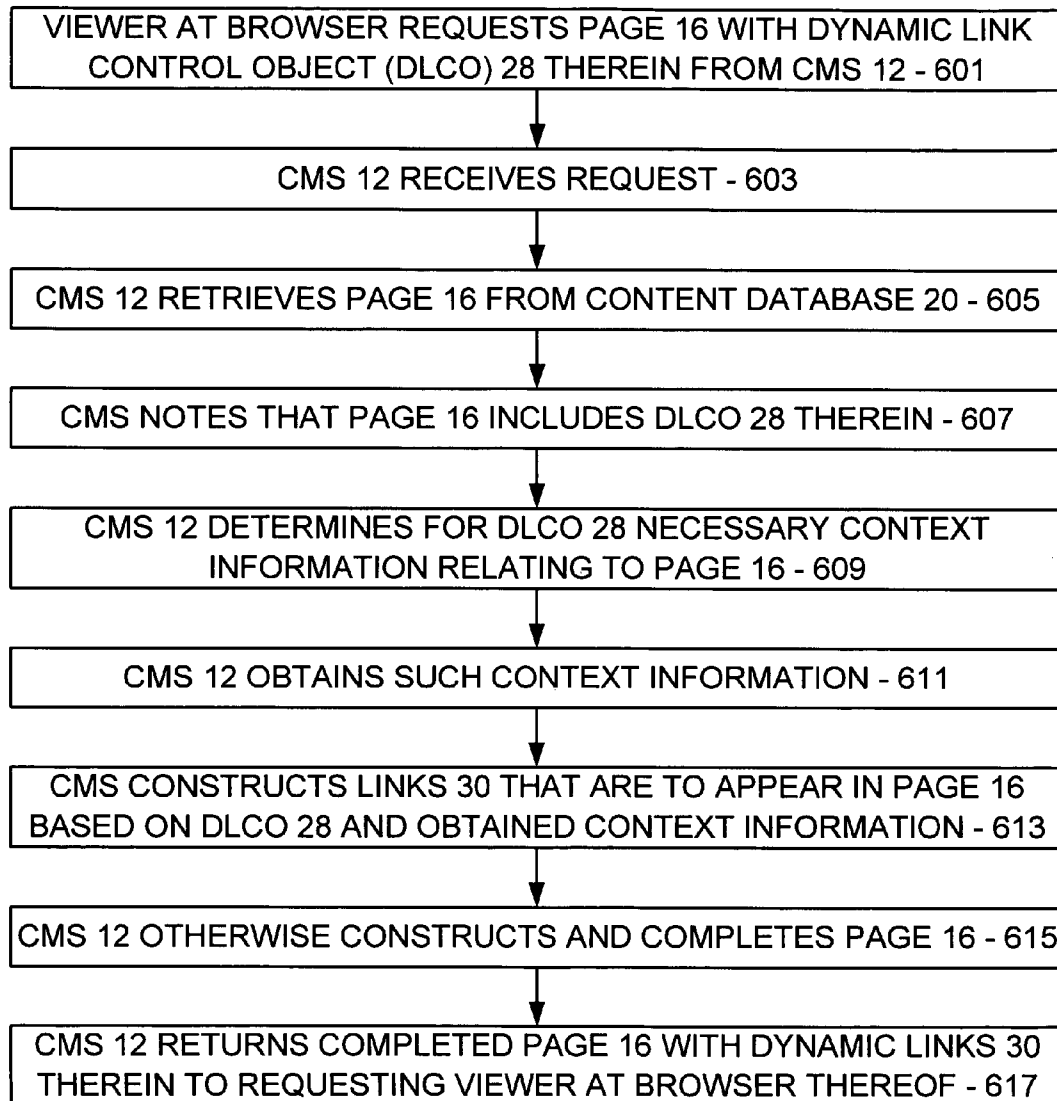 VIEWER AT BROWSER REQUESTS PAGE 16 WITH DYNAMIC LINK
CONTROL OBJECT (DLCO) 28 THEREIN FROM CMS 12 - 601
CMS 12 RECEIVES REQUEST - 603
CMS 12 RETRIEVES PAGE 16 FROM CONTENT DATABASE 20 - 605
CMS NOTES THAT PAGE 16 INCLUDES DLCO 28 THEREIN - 607
CMS 12 DETERMINES FOR DLCO 28 NECESSARY CONTEXT
INFORMATION RELATING TO PAGE 16 - 609
CMS 12 OBTAINS SUCH CONTEXT INFORMATION - 611
CMS CONSTRUCTS LINKS 30 THAT ARE TO APPEAR IN PAGE 16
BASED ON DLCO 28 AND OBTAINED CONTEXT INFORMATION - 613
CMS 12 OTHERWISE CONSTRUCTS AND COMPLETES PAGE 16 - 615
CMS 12 RETURNS COMPLETED PAGE 16 WITH DYNAMIC LINKS 30
THEREIN TO REQUESTING VIEWER AT BROWSER THEREOF - 617